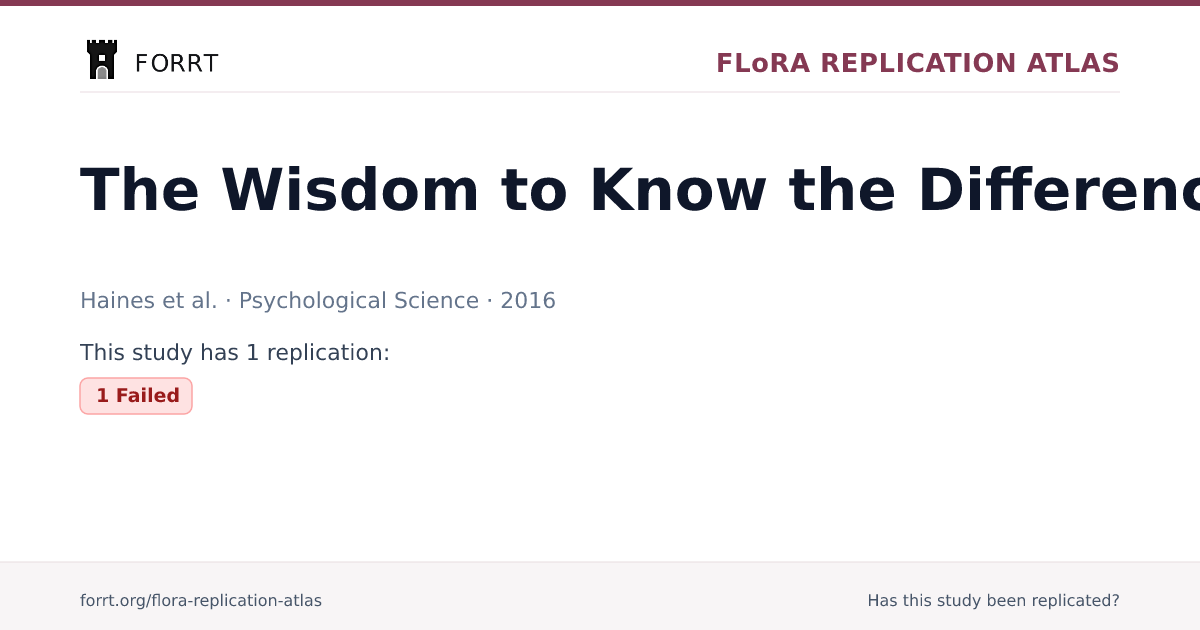 FORRT
FLoRA REPLICATION ATLAS
The Wisdom to Know the Differenc
Haines et al. · Psychological Science · 2016
This study has 1 replication:
1 Failed
forrt.org/flora-replication-atlas
Has this study been replicated?